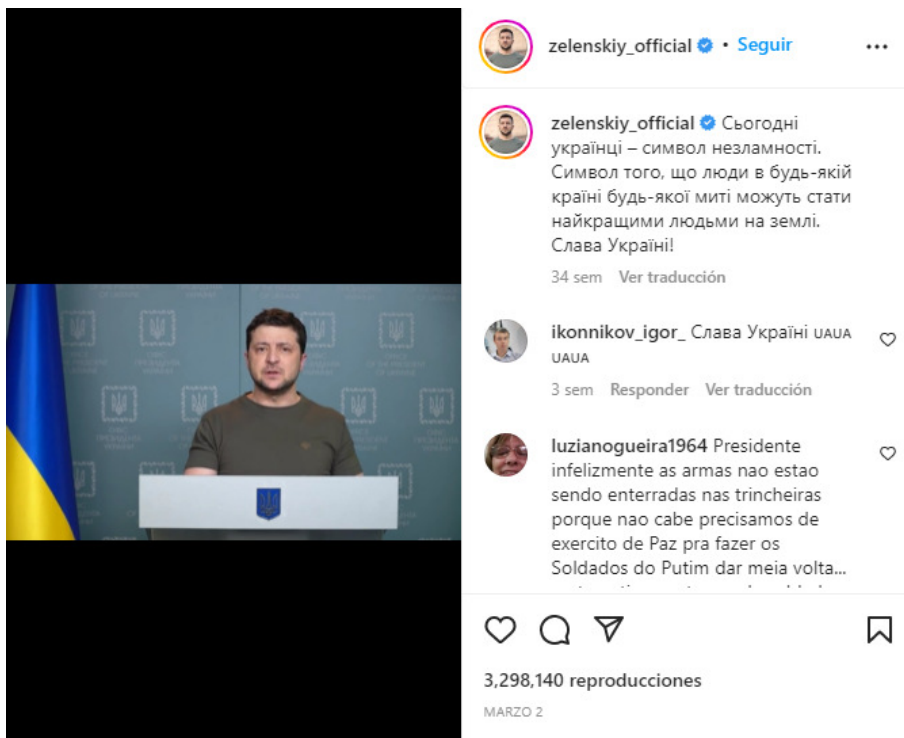 zelenskiy_official • Seguir
zelenskiy_official Сьогодні
українці – символ незламності.
Символ того, що люди в будь-якій
країні будь-якої миті можуть стати
найкращими людьми на землі.
Слава Україні!
34 sem Ver traducción
ikonnikov_igor_ Слава Україні UAUA
UAUA
3 sem Responder Ver traducción
luzianogueira1964 Presidente
infelizmente as armas nao estao
sendo enterradas nas trincheiras
porque nao cabe precisamos de
exercito de Paz pra fazer os
Soldados do Putim dar meia volta...
3,298,140 reproducciones
MARZO 2